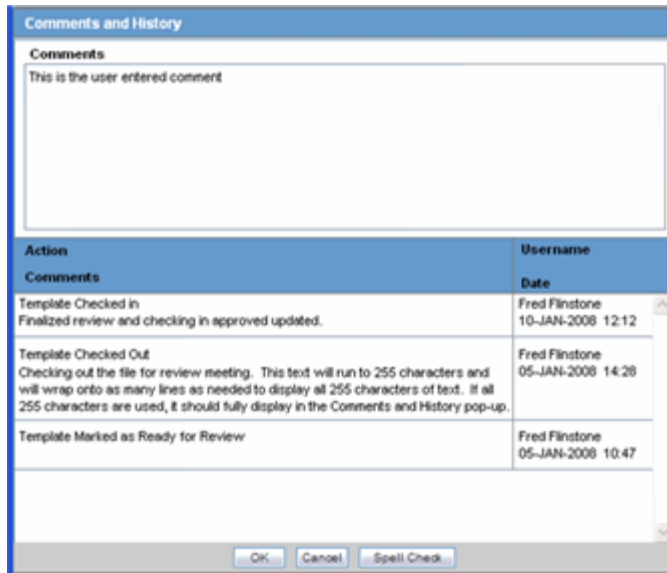 Comments and History
Comments
This is the user entered comment
Action
Comments
Username
Date
Template Checked in
Finalized review and checking in approved updated.
Fred Flinstone
10-JAN-2008 12:12
Template Checked Out
Checking out the file for review meeting. This text will run to 255 characters and
will wrap onto as many lines as needed to display all 255 characters of text. If all
255 characters are used, it should fully display in the Comments and History pop-up.
Fred Flinstone
05-JAN-2008 14:28
Template Marked as Ready for Review
Fred Flinstone
05-JAN-2008 10:47
OK
Cancel
Spell Check